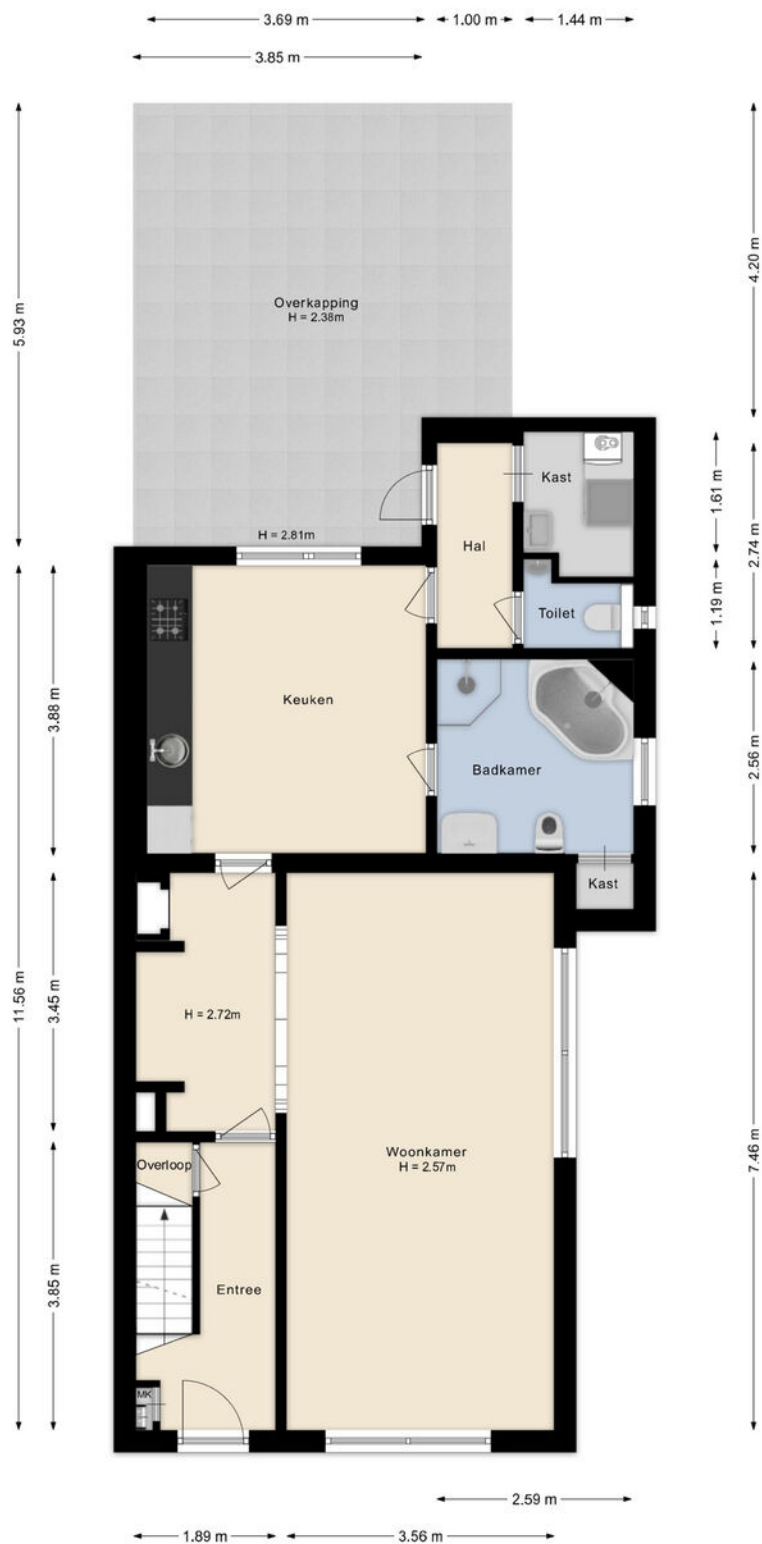 3.69 m
1.00 m
1.44 m
3.85 m
5.93 m
4.20 m
Overkapping
H = 2.38m
Kast
1.61 m
2.74 m
H = 2.81m
Hal
1.19 m
Toilet
Keuken
3.88 m
Badkamer
2.56 m
Kast
11.56 m
3.45 m
H = 2.72m
Woonkamer
H = 2.57m
7.46 m
Overloop
Entree
3.85 m
MK
2.59 m
1.89 m
3.56 m